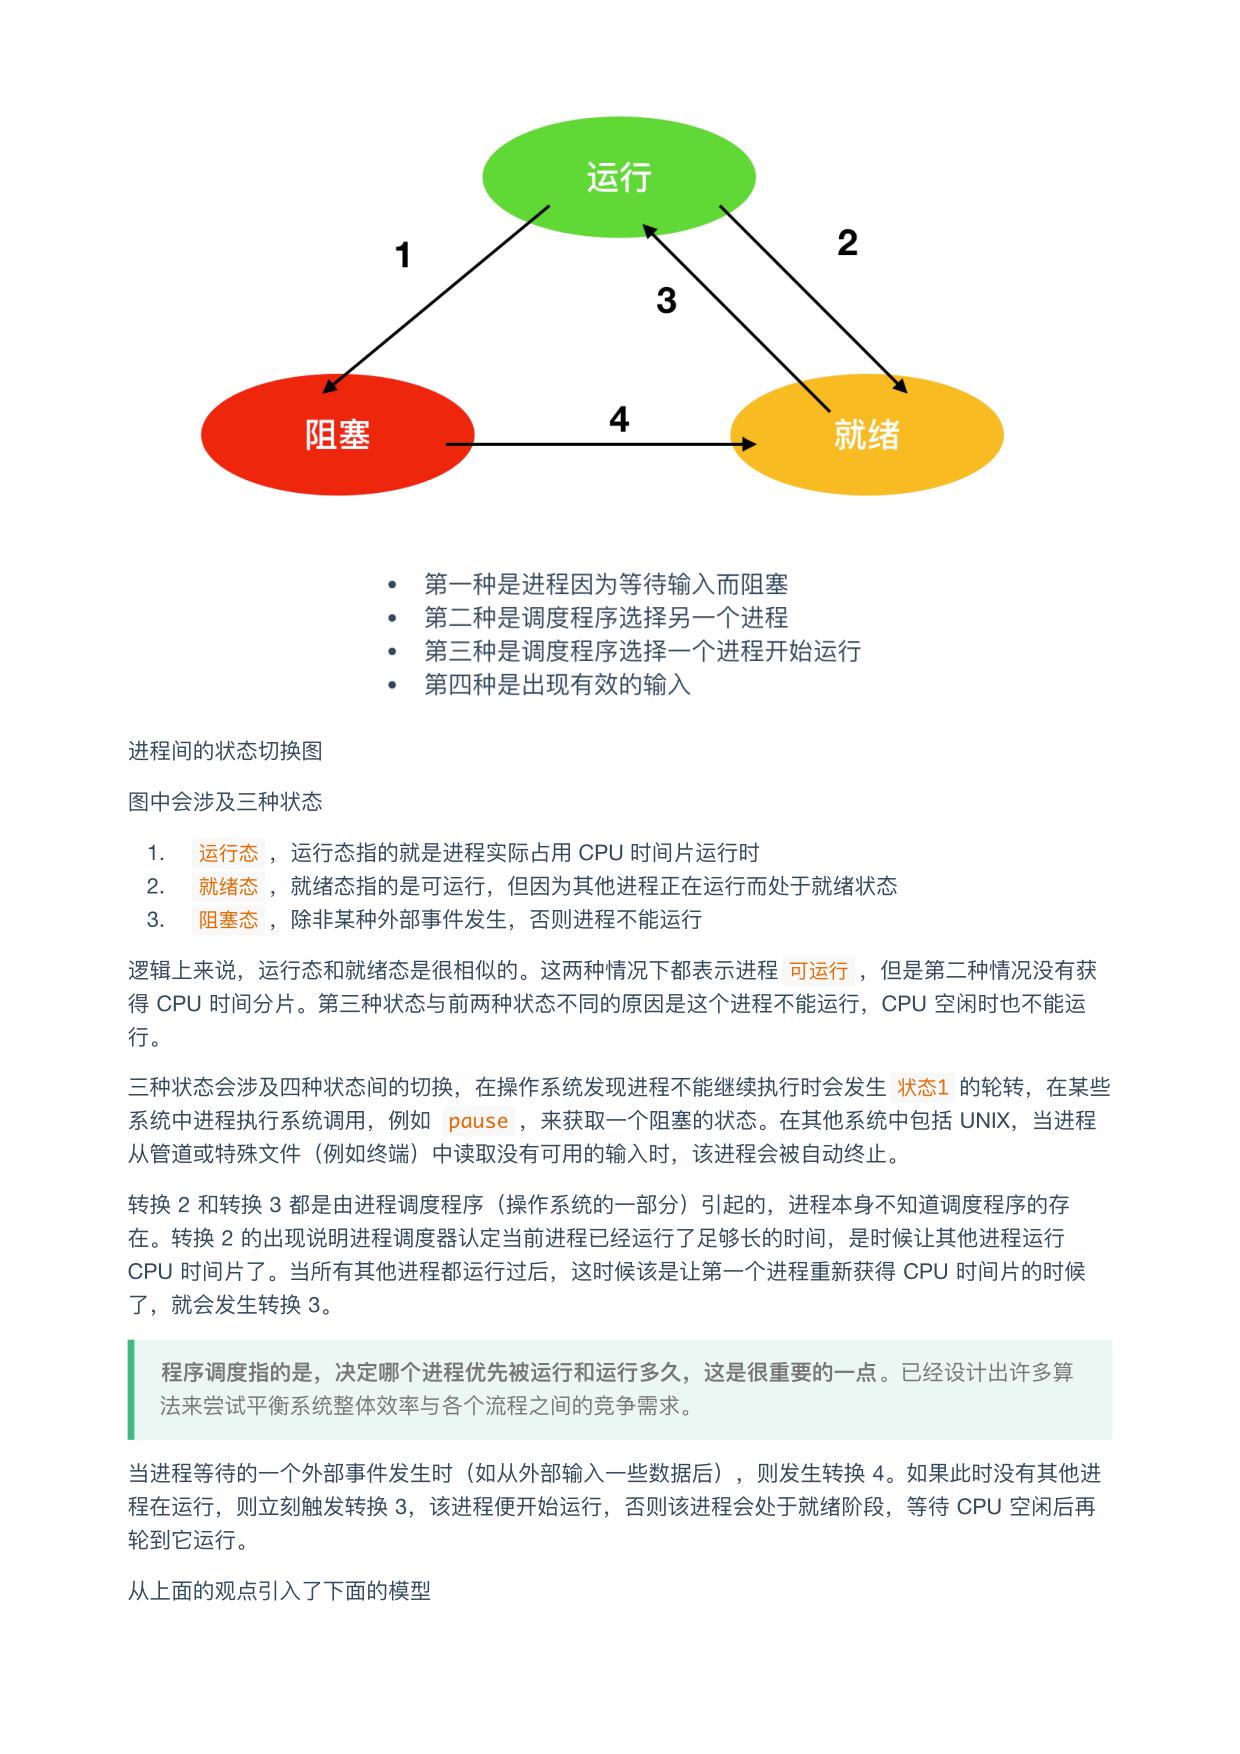 运行
1
2
3
阻塞
4
就绪
• 第一种是进程因为等待输入而阻塞
• 第二种是调度程序选择另一个进程
• 第三种是调度程序选择一个进程开始运行
• 第四种是出现有效的输入
进程间的状态切换图
图中会涉及三种状态
1. 运行态 ，运行态指的就是进程实际占用 CPU 时间片运行时
2. 就绪态 ，就绪态指的是可运行，但因为其他进程正在运行而处于就绪状态
3. 阻塞态 ，除非某种外部事件发生，否则进程不能运行
逻辑上来说，运行态和就绪态是很相似的。这两种情况下都表示进程 可运行 ，但是第二种情况没有获
得 CPU 时间分片。第三种状态与前两种状态不同的原因是这个进程不能运行，CPU 空闲时也不能运
行。
三种状态会涉及四种状态间的切换，在操作系统发现进程不能继续执行时会发生 状态1 的轮转，在某些
系统中进程执行系统调用，例如 pause ，来获取一个阻塞的状态。在其他系统中包括 UNIX，当进程
从管道或特殊文件（例如终端）中读取没有可用的输入时，该进程会被自动终止。
转换 2 和转换 3 都是由进程调度程序（操作系统的一部分）引起的，进程本身不知道调度程序的存
在。转换 2 的出现说明进程调度器认定当前进程已经运行了足够长的时间，是时候让其他进程运行
CPU 时间片了。当所有其他进程都运行过后，这时候该是让第一个进程重新获得 CPU 时间片的时候
了，就会发生转换 3。
程序调度指的是，决定哪个进程优先被运行和运行多久，这是很重要的一点。已经设计出许多算
法来尝试平衡系统整体效率与各个流程之间的竞争需求。
当进程等待的一个外部事件发生时（如从外部输入一些数据后），则发生转换 4。如果此时没有其他进
程在运行，则立刻触发转换 3，该进程便开始运行，否则该进程会处于就绪阶段，等待 CPU 空闲后再
轮到它运行。
从上面的观点引入了下面的模型